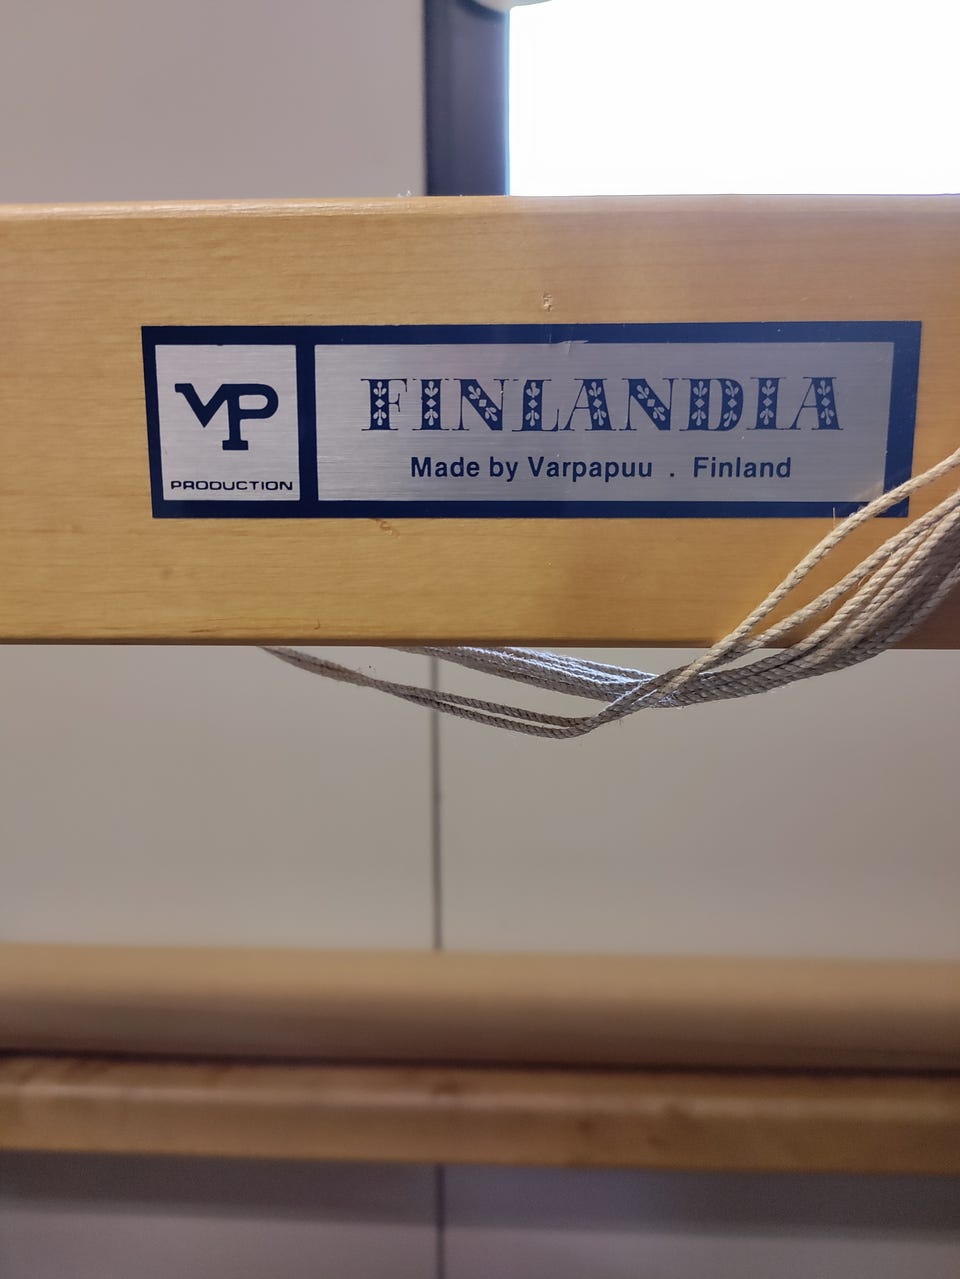 VP
PRODUCTION
FINLANDIA
Made by Varpapuu . Finland